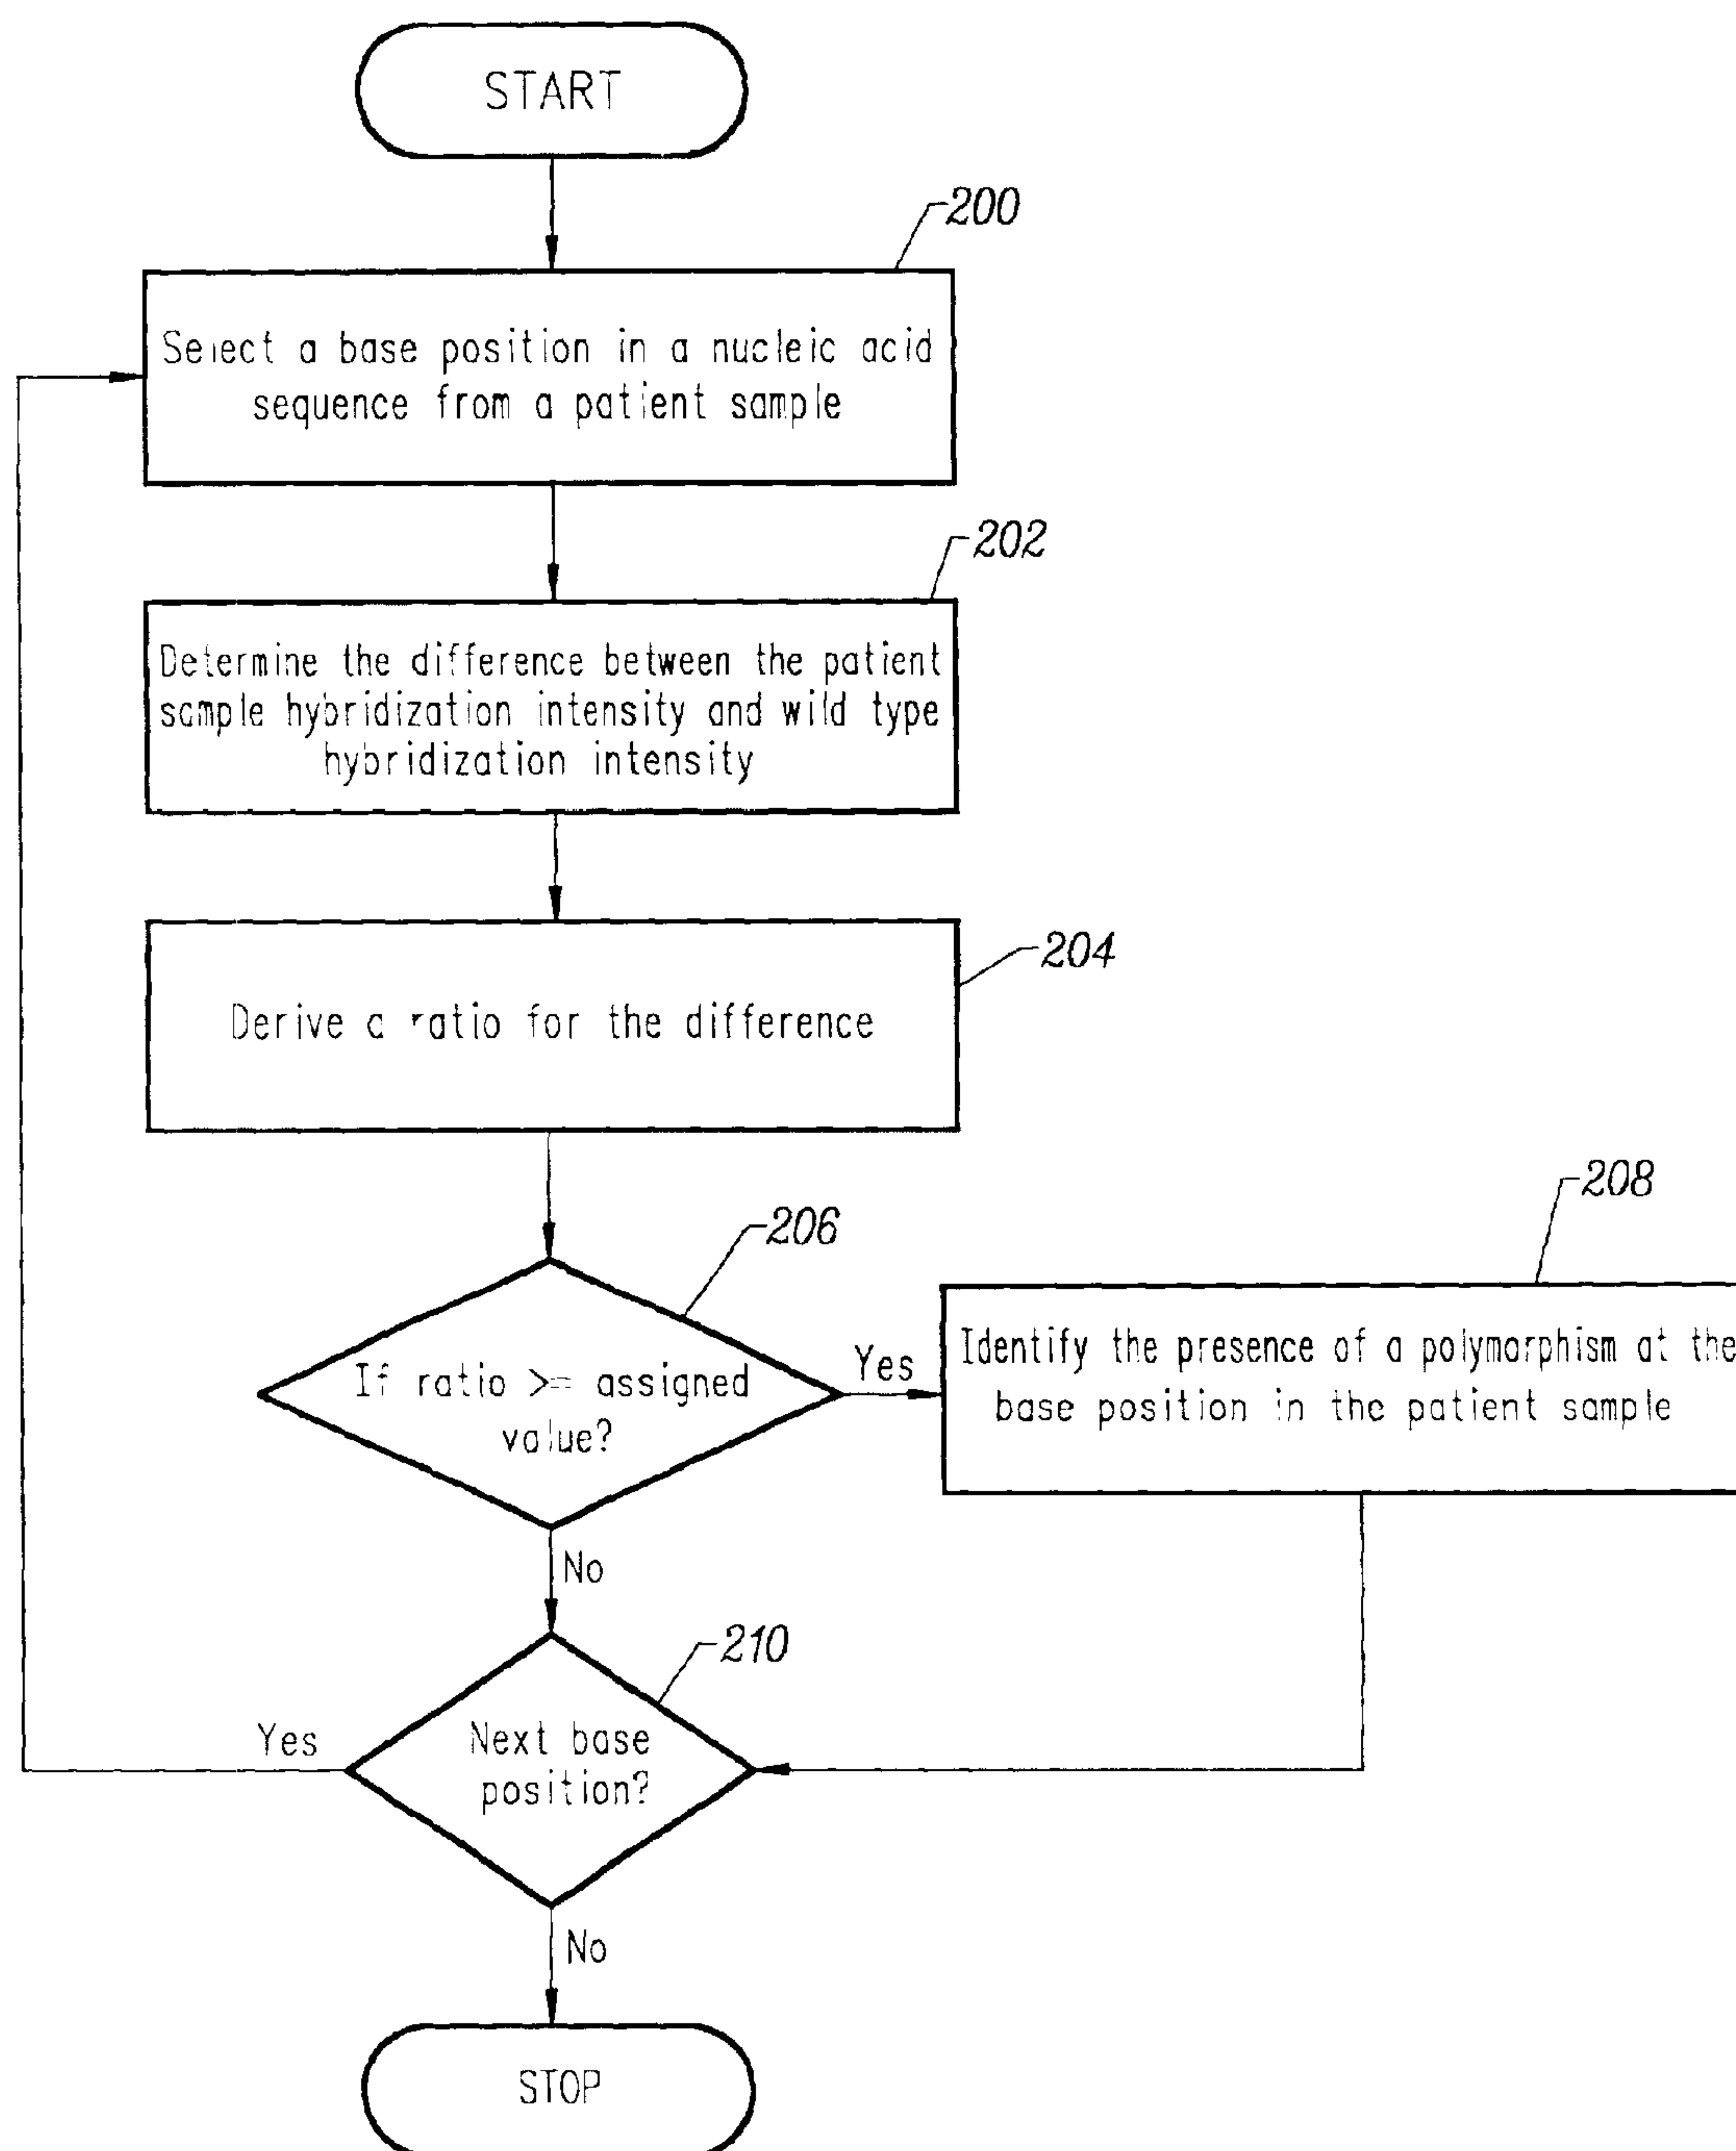 START
200
Select a base position in a nucleic acid
sequence from a patient sample
202
Determine the difference between the patient
sample hybridization intensity and wild type
hybridization intensity
204
Derive a ratio for the difference
206
If ratio >= assigned
value?
Yes
208
Identify the presence of a polymorphism at the
base position in the patient sample
No
210
Next base
position?
Yes
No
STOP